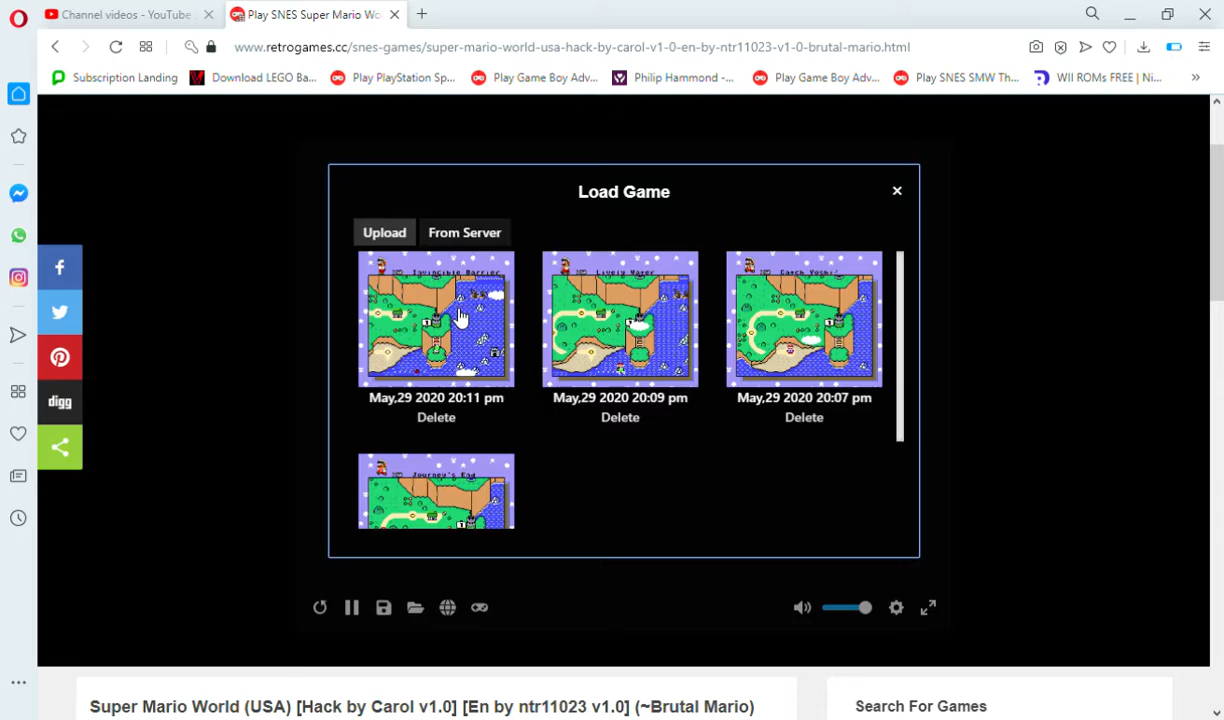 Channel videos - YouTube
Play SNES Super Mario Wo
www.retrogames.cc/snes-games/super-mario-world-usa-hack-by-carol-v1-0-en-by-ntr11023-v1-0-brutal-mario.html
Subscription Landing
Download LEGO Ba...
Play PlayStation Sp...
Play Game Boy Adv...
Philip Hammond -...
Play Game Boy Adv...
Play SNES SMW Th...
WII ROMs FREE | Ni...
Load Game
Upload
From Server
Invincible Barrier
Lively Water
Catch Yoshi!
May,29 2020 20:11 pm
May,29 2020 20:09 pm
May,29 2020 20:07 pm
Delete
Delete
Delete
digg
Journey's End
Super Mario World (USA) [Hack by Carol v1.0] [En by ntr11023 v1.0] (~Brutal Mario)
Search For Games